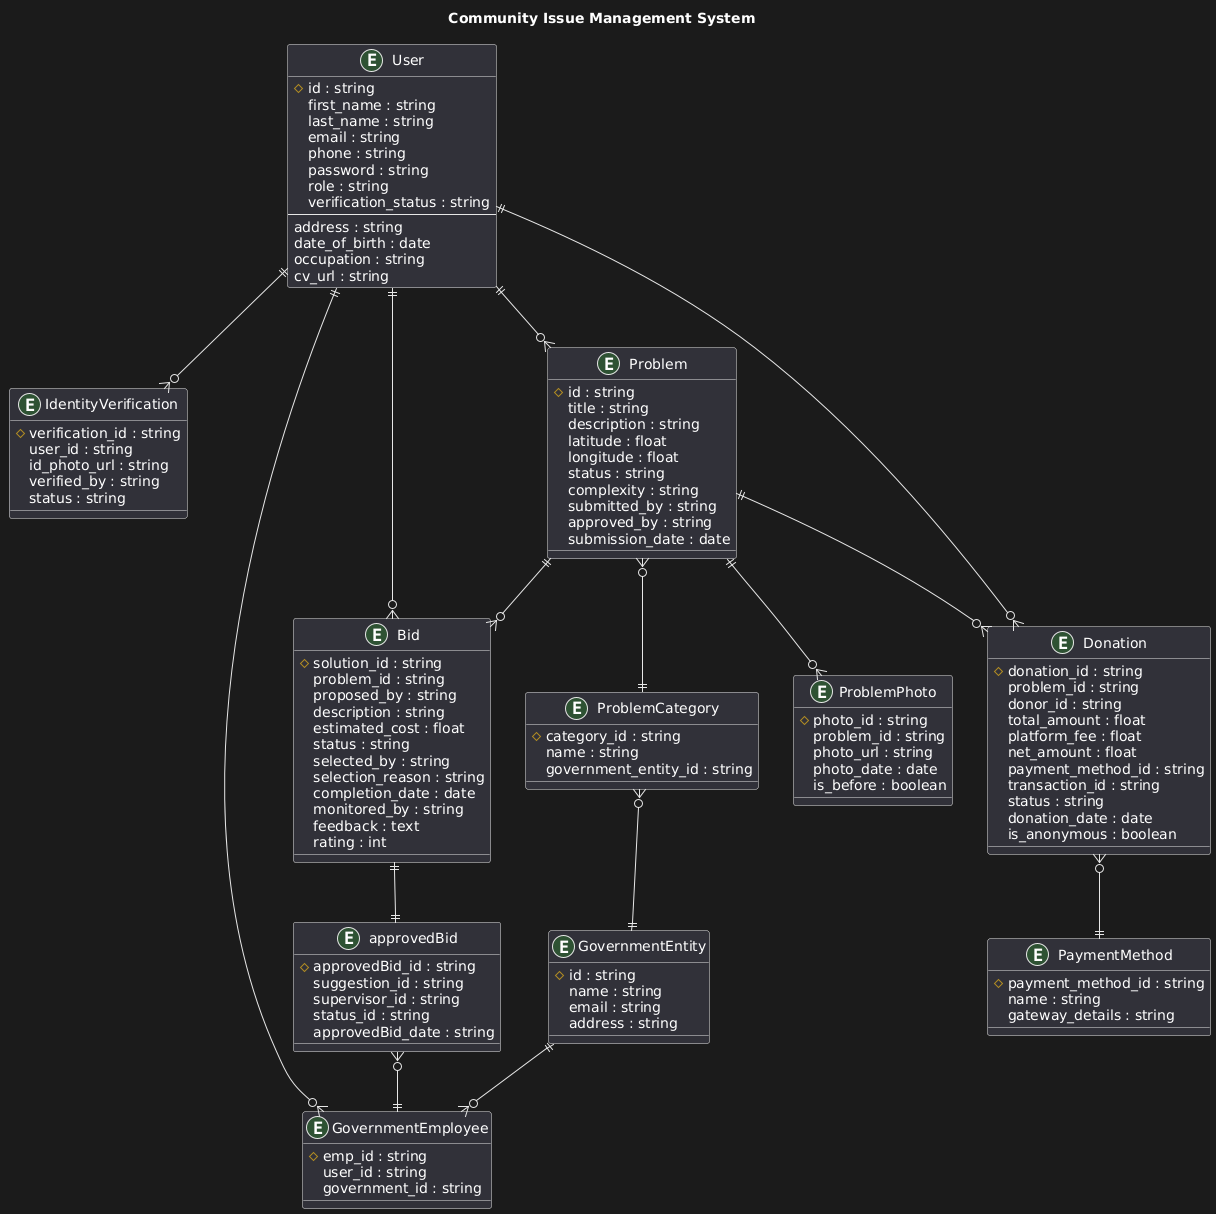 Community Issue Management System
E User
id : string
first_name : string
last_name : string
email : string
phone : string
password : string
role : string
verification_status : string
address : string
date_of_birth : date
occupation : string
cv_url : string
E Problem
id : string
title : string
description : string
latitude : float
longitude : float
status : string
complexity : string
submitted_by : string
approved_by : string
submission_date : date
E IdentityVerification
verification_id : string
user_id : string
id_photo_url : string
verified_by : string
status : string
E Bid
solution_id : string
problem_id : string
proposed_by : string
description : string
estimated_cost : float
status : string
selected_by : string
selection_reason : string
completion_date : date
monitored_by : string
feedback : text
rating : int
E ProblemCategory
category_id : string
name : string
government_entity_id : string
E ProblemPhoto
photo_id : string
problem_id : string
photo_url : string
photo_date : date
is_before : boolean
E Donation
donation_id : string
problem_id : string
donor_id : string
total_amount : float
platform_fee : float
net_amount : float
payment_method_id : string
transaction_id : string
status : string
donation_date : date
is_anonymous : boolean
E approvedBid
approvedBid_id : string
suggestion_id : string
supervisor_id : string
status_id : string
approvedBid_date : string
E GovernmentEntity
id : string
name : string
email : string
address : string
E PaymentMethod
payment_method_id : string
name : string
gateway_details : string
E GovernmentEmployee
emp_id : string
user_id : string
government_id : string